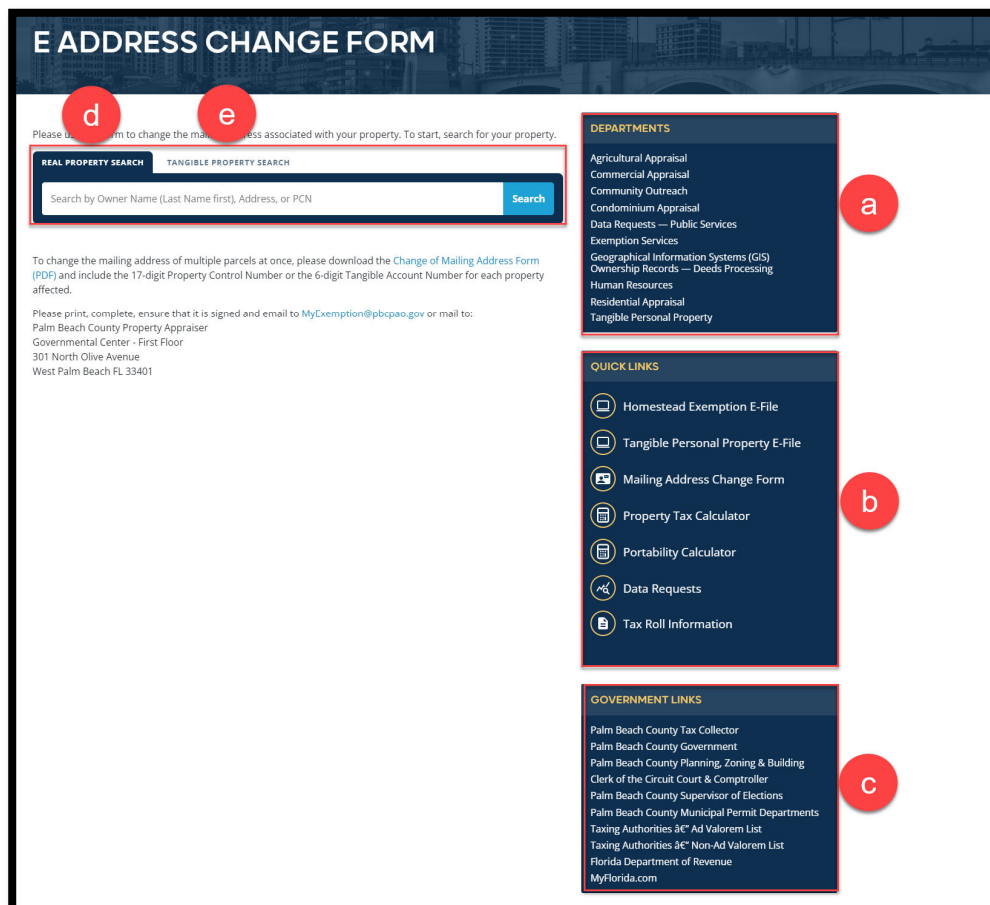 E ADDRESS CHANGE FORM
d
e
Please u rm to change the mai ess associated with your property. To start, search for your property.
REAL PROPERTY SEARCH
TANGIBLE PROPERTY SEARCH
Search by Owner Name (Last Name first), Address, or PCN
Search
To change the mailing address of multiple parcels at once, please download the Change of Mailing Address Form
(PDF) and include the 17-digit Property Control Number or the 6-digit Tangible Account Number for each property
affected.
Please print, complete, ensure that it is signed and email to MyExemption@pbcpao.gov or mail to:
Palm Beach County Property Appraiser
Governmental Center - First Floor
301 North Olive Avenue
West Palm Beach FL 33401
DEPARTMENTS
Agricultural Appraisal
Commercial Appraisal
Community Outreach
Condominium Appraisal
Data Requests — Public Services
Exemption Services
Geographical Information Systems (GIS)
Ownership Records — Deeds Processing
Human Resources
Residential Appraisal
Tangible Personal Property
a
QUICK LINKS
Homestead Exemption E-File
Tangible Personal Property E-File
Mailing Address Change Form
Property Tax Calculator
Portability Calculator
Data Requests
Tax Roll Information
b
GOVERNMENT LINKS
Palm Beach County Tax Collector
Palm Beach County Government
Palm Beach County Planning, Zoning & Building
Clerk of the Circuit Court & Comptroller
Palm Beach County Supervisor of Elections
Palm Beach County Municipal Permit Departments
Taxing Authorities â€” Ad Valorem List
Taxing Authorities â€” Non-Ad Valorem List
Florida Department of Revenue
MyFlorida.com
c